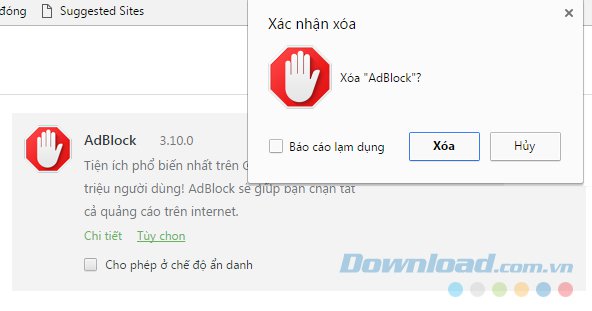 đóng
Suggested Sites
Xác nhận xóa
Xóa "AdBlock"?
Báo cáo lạm dụng
Xóa
Hủy
AdBlock 3.10.0
Tiện ích phổ biến nhất trên
triệu người dùng! AdBlock sẽ giúp bạn chặn tất
cả quảng cáo trên internet.
Chi tiết Tùy chọn
Cho phép ở chế độ ẩn danh
Download.com.vn